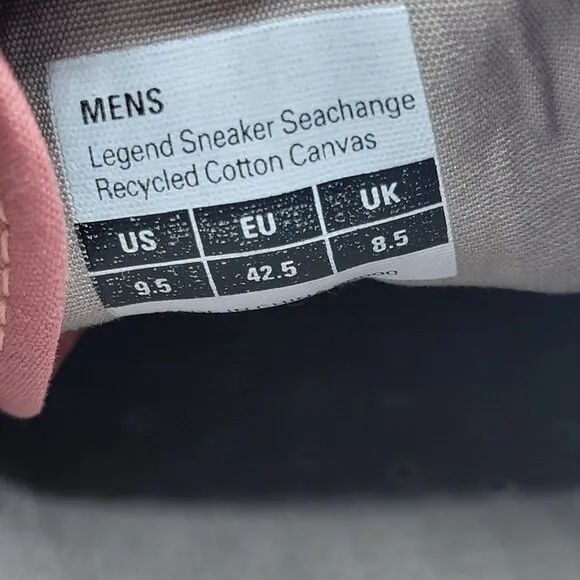 MENS
Legend Sneaker Seachange
Recycled Cotton Canvas
US EU UK
9.5 42.5 8.5